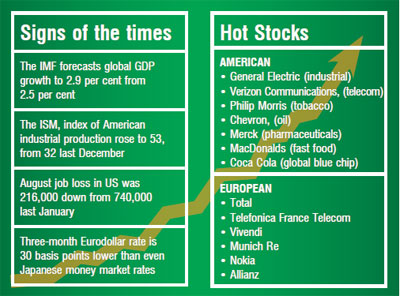 Signs of the times
The IMF forecasts global GDP
growth to 2.9 per cent from
2.5 per cent
The ISM, index of American
industrial production rose to 53,
from 32 last December
August job loss in US was
216,000 down from 740,000
last January
Three-month Eurodollar rate is
30 basis points lower than even
Japanese money market rates
Hot Stocks
AMERICAN
• General Electric (industrial)
• Verizon Communications, (telecom)
• Philip Morris (tobacco)
• Chevron, (oil)
• Merck (pharmaceuticals)
• MacDonalds (fast food)
• Coca Cola (global blue chip)
EUROPEAN
• Total
• Telefonica France Telecom
• Vivendi
• Munich Re
• Nokia
• Allianz